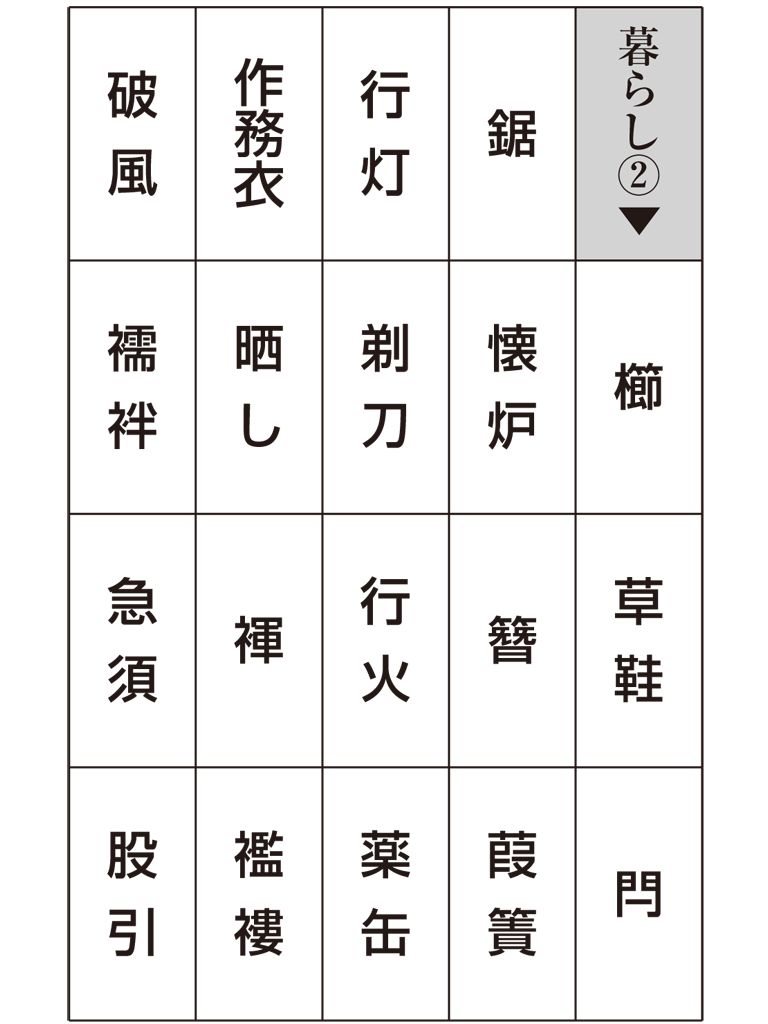 暮らし②▼
櫛
草鞋
閂
鋸
懐炉
簪
葭簀
行灯
剃刀
行火
薬缶
作務衣
晒し
褌
襤褸
破風
襦袢
急須
股引